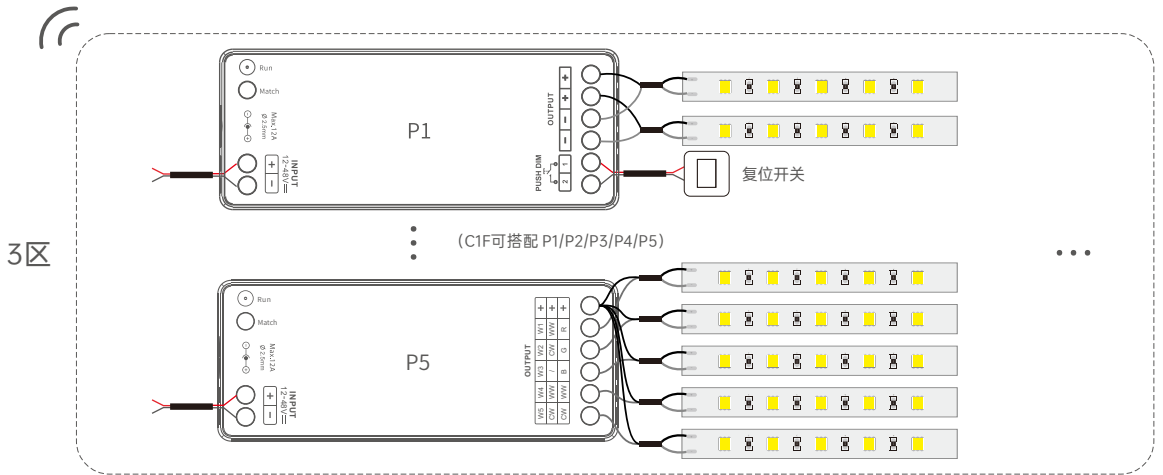 Run
Match
Max.12A
Ø 2.5mm
+
−
INPUT
12~48V
P1
OUTPUT
+
+
−
−
PUSH DIM
1
2
复位开关
3区
(C1F可搭配 P1/P2/P3/P4/P5)
Run
Match
Max.12A
Ø 2.5mm
+
−
INPUT
12~48V
P5
OUTPUT
+ + +
W1 WW R
W2 CW G
W3 / B
W4 WW WW
W5 CW CW